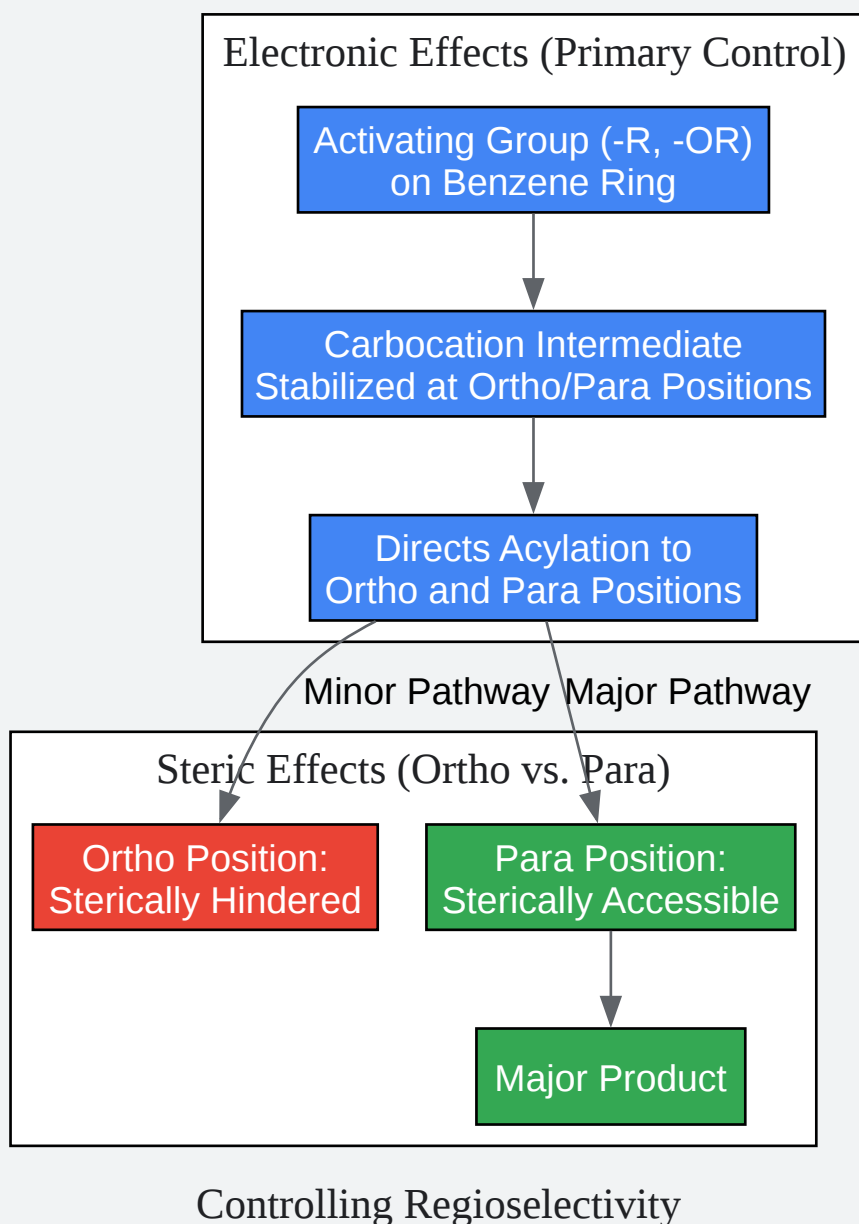 Electronic Effects (Primary Control)
Activating Group (-R, -OR)
on Benzene Ring
Carbocation Intermediate
Stabilized at Ortho/Para Positions
Directs Acylation to
Ortho and Para Positions
Minor Pathway
Major Pathway
Steric Effects (Ortho vs. Para)
Ortho Position:
Sterically Hindered
Para Position:
Sterically Accessible
Major Product
Controlling Regioselectivity